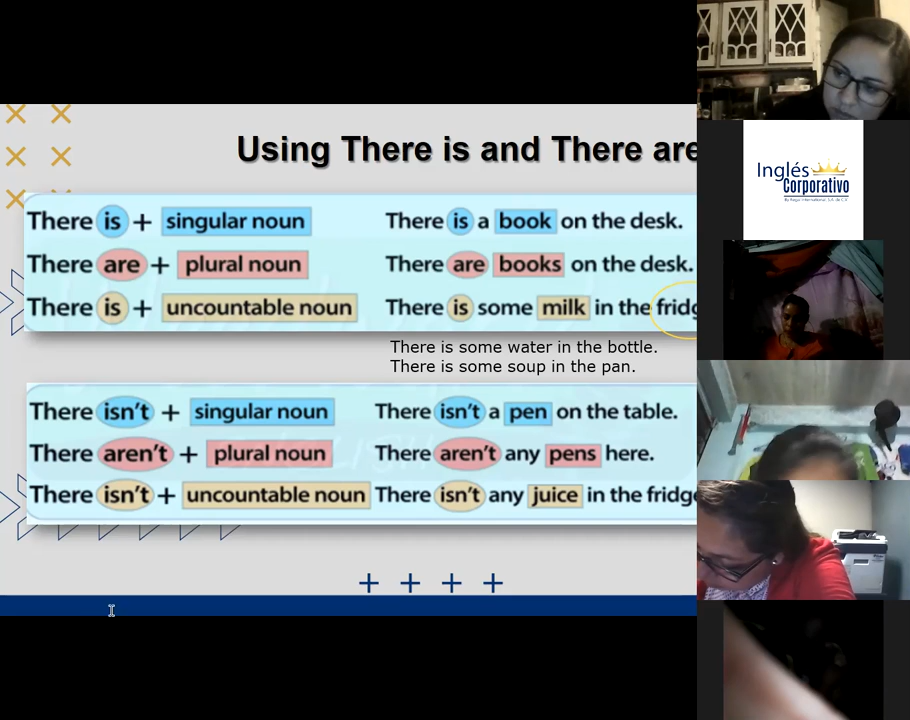 Using There is and There are
There is + singular noun There is a book on the desk.
There are + plural noun There are books on the desk.
There is + uncountable noun There is some milk in the fridg
There is some water in the bottle.
There is some soup in the pan.
There isn't + singular noun There isn't a pen on the table.
There aren't + plural noun There aren't any pens here.
There isn't + uncountable noun There isn't any juice in the fridge
Inglés
Corporativo